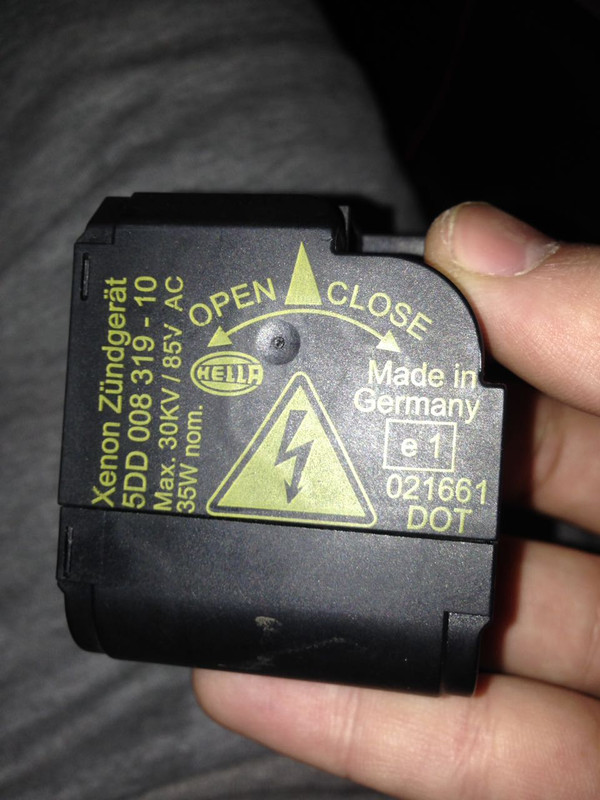 Xenon Zündgerät
5DD 008 319 - 10
Max. 30KV / 85V AC
35W nom.
OPEN CLOSE
HELLA
Made in
Germany
e 1
021661
DOT